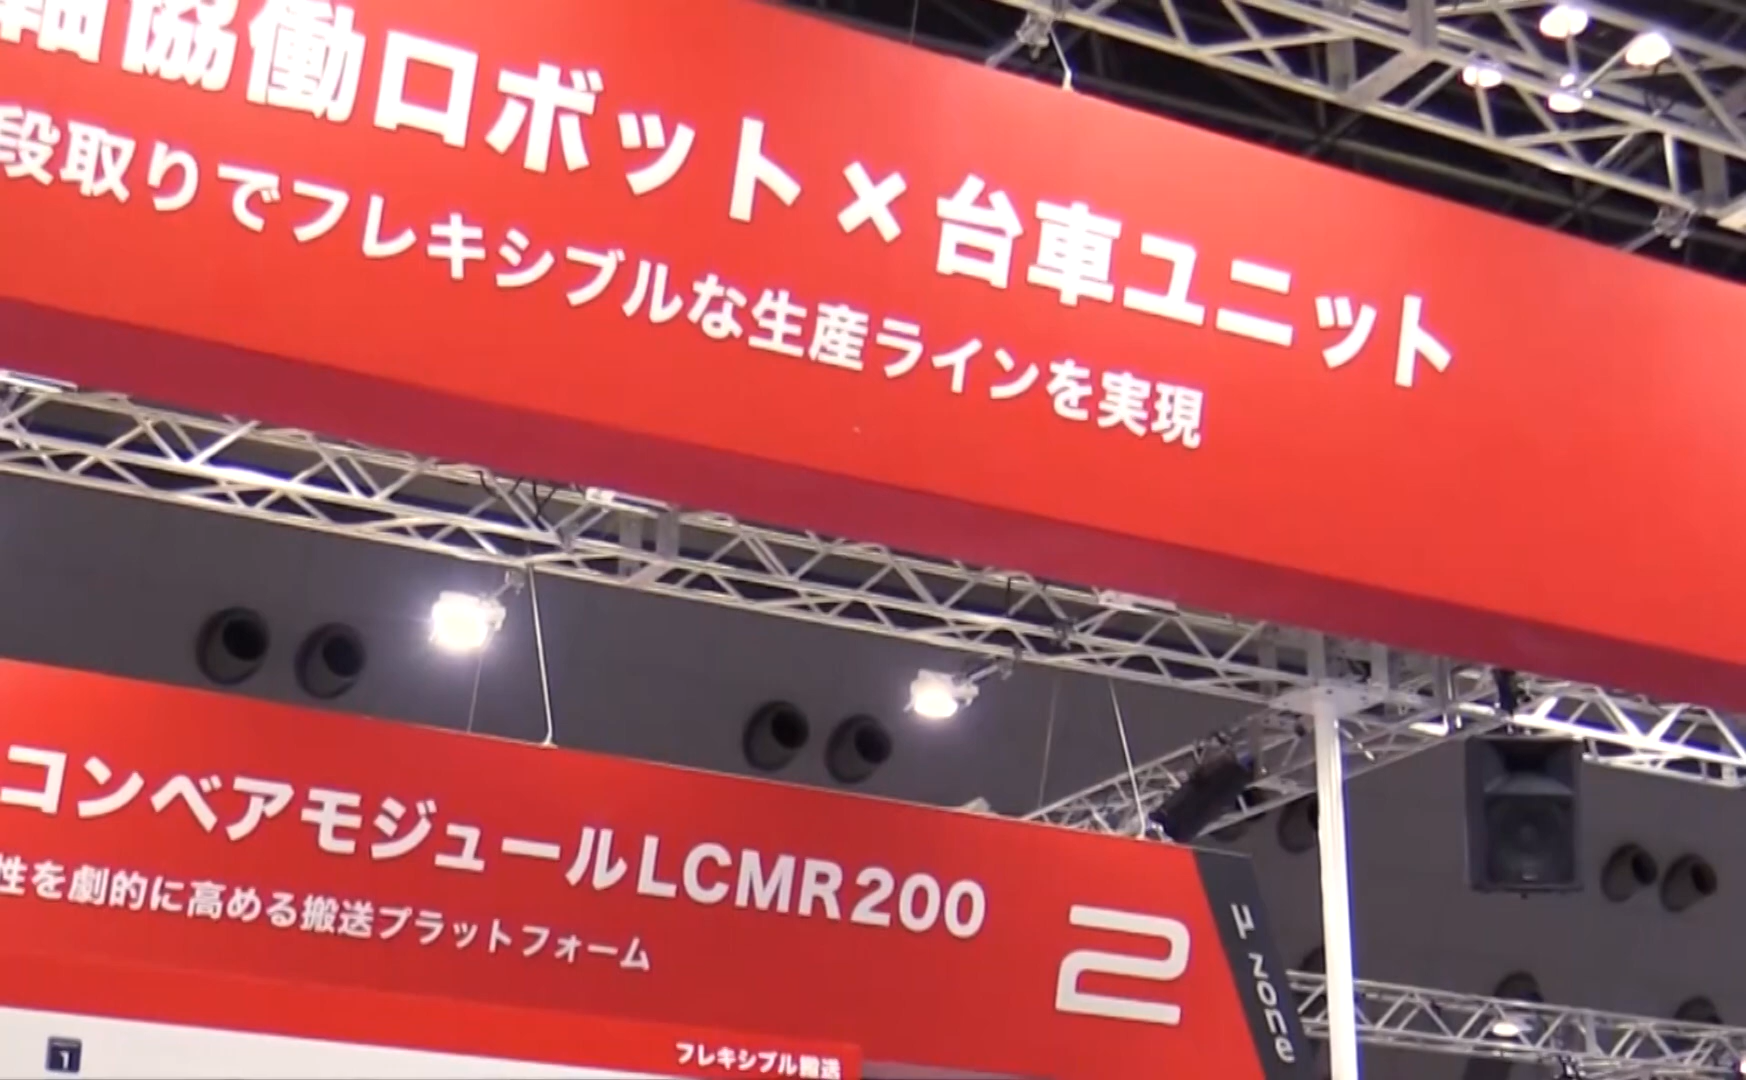 軸協働ロボット×台車ユニット
段取りでフレキシブルな生産ラインを実現
コンベアモジュールLCMR200
性を劇的に高める搬送プラットフォーム
2
μ zone
1
フレキシブル搬送